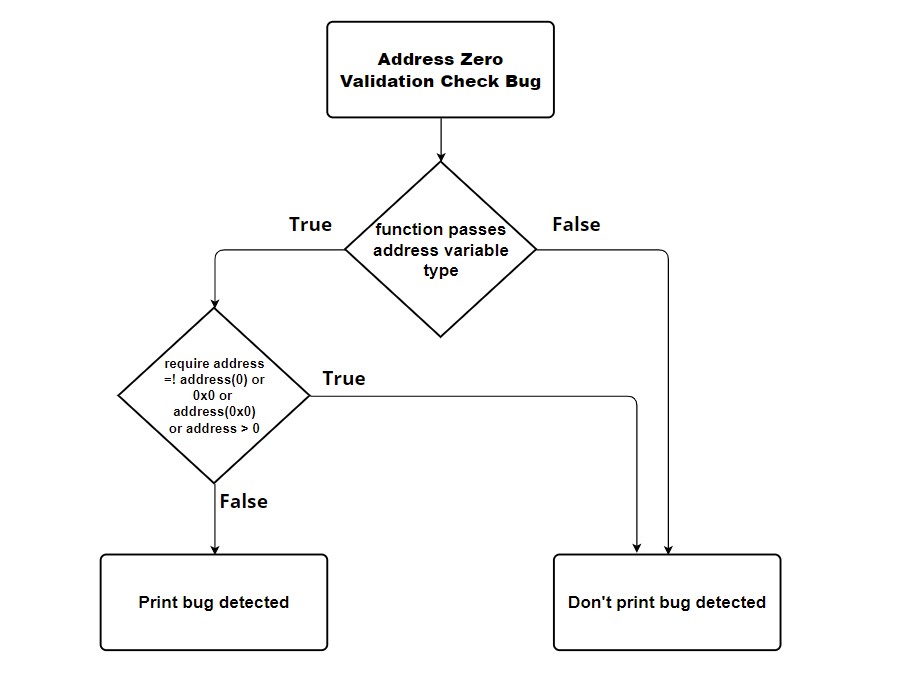 Address Zero
Validation Check Bug
True
False
function passes
address variable
type
require address
=! address(0) or
0x0 or
address(0x0)
or address > 0
True
False
Print bug detected
Don't print bug detected